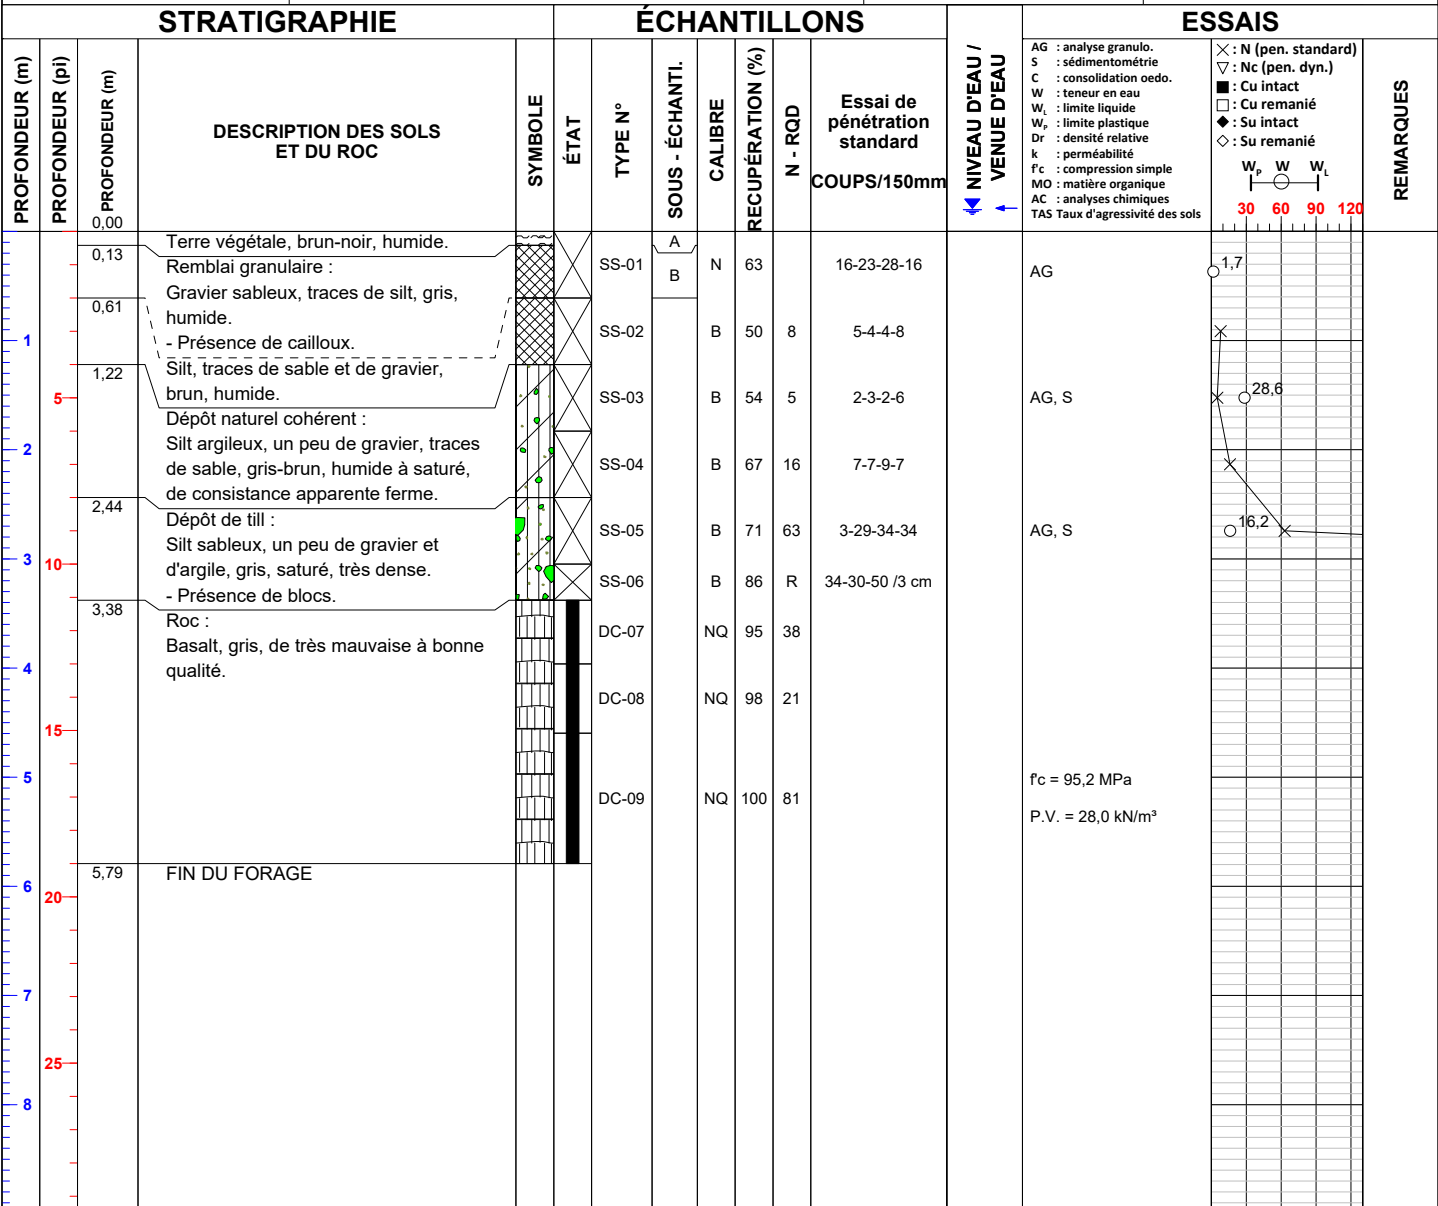 STRATIGRAPHIE
ÉCHANTILLONS
ESSAIS
PROFONDEUR (m)
PROFONDEUR (pi)
PROFONDEUR (m)
0,00
DESCRIPTION DES SOLS
ET DU ROC
SYMBOLE
ÉTAT
TYPE N°
SOUS - ÉCHANTI.
CALIBRE
RECUPÉRATION (%)
N - RQD
Essai de
pénétration
standard
COUPS/150mm
NIVEAU D'EAU /
VENUE D'EAU
AG : analyse granulo.
S : sédimentométrie
C : consolidation oedo.
W : teneur en eau
WL : limite liquide
WP : limite plastique
Dr : densité relative
k : perméabilité
f'c : compression simple
MO : matière organique
AC : analyses chimiques
TAS Taux d'agressivité des sols
: N (pen. standard)
: Nc (pen. dyn.)
: Cu intact
: Cu remanié
: Su intact
: Su remanié
WP W WL
30 60 90 120
REMARQUES
Terre végétale, brun-noir, humide.
0,13
Remblai granulaire :
Gravier sableux, traces de silt, gris,
humide.
- Présence de cailloux.
0,61
Silt, traces de sable et de gravier,
brun, humide.
1,22
Dépôt naturel cohérent :
Silt argileux, un peu de gravier, traces
de sable, gris-brun, humide à saturé,
de consistance apparente ferme.
2,44
Dépôt de till :
Silt sableux, un peu de gravier et
d'argile, gris, saturé, très dense.
- Présence de blocs.
3,38
Roc :
Basalt, gris, de très mauvaise à bonne
qualité.
5,79 FIN DU FORAGE
1
2
3
4
5
6
7
8
5
10
15
20
25
A
B
SS-01 N 63 16-23-28-16 AG 1,7
SS-02 B 50 8 5-4-4-8
SS-03 B 54 5 2-3-2-6 AG, S 28,6
SS-04 B 67 16 7-7-9-7
SS-05 B 71 63 3-29-34-34 AG, S 16,2
SS-06 B 86 R 34-30-50 /3 cm
DC-07 NQ 95 38
DC-08 NQ 98 21
DC-09 NQ 100 81
f'c = 95,2 MPa
P.V. = 28,0 kN/m³